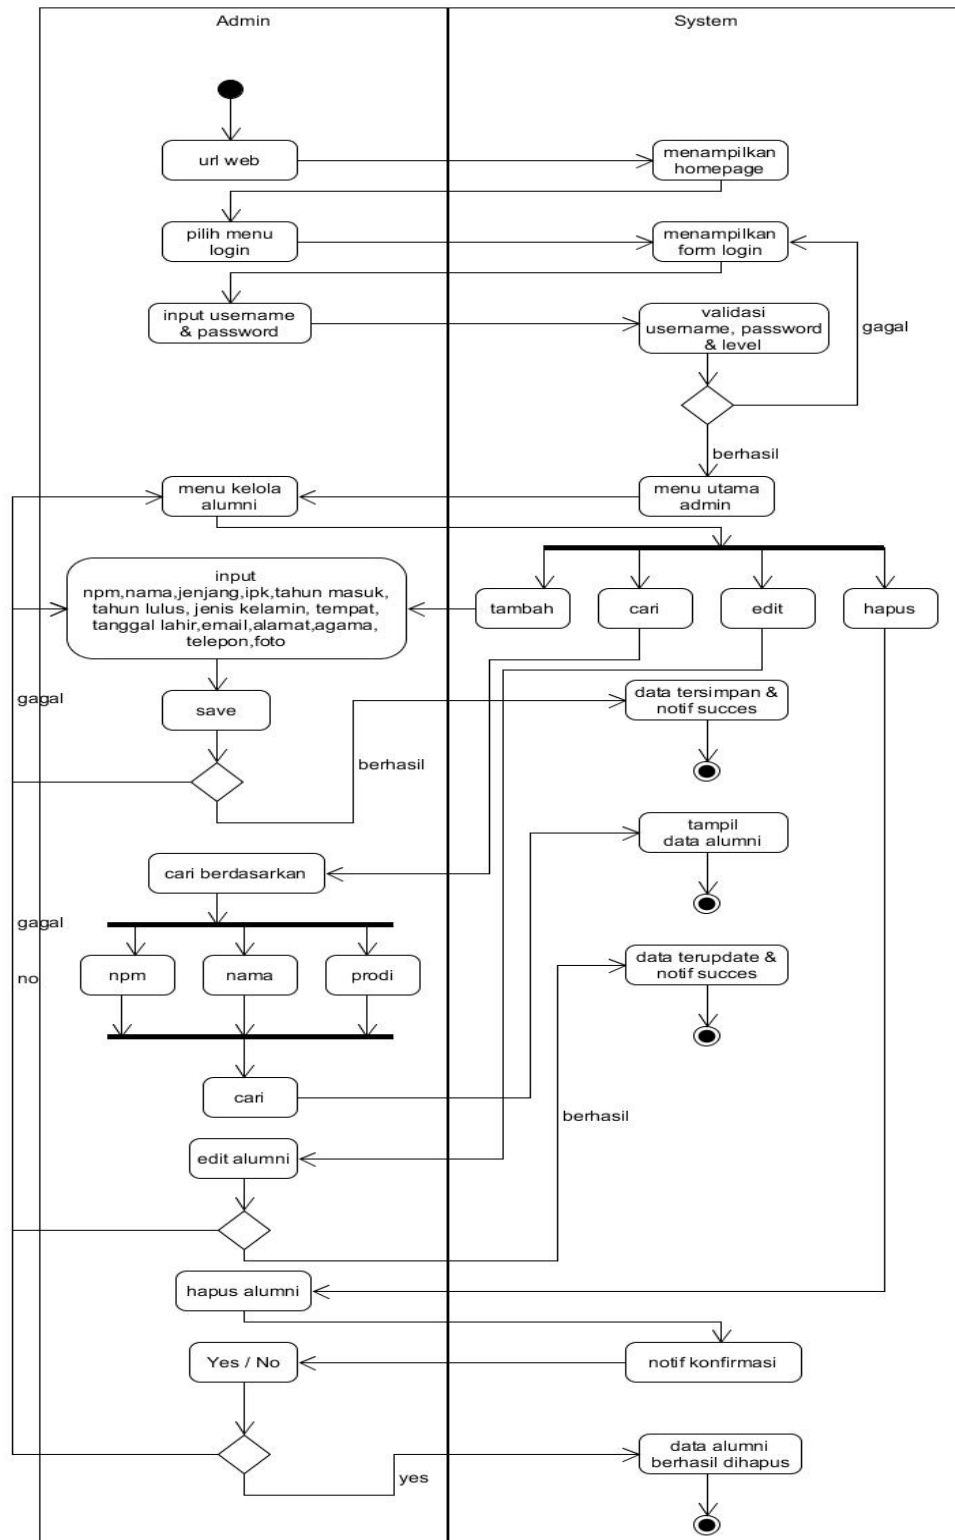 Admin
System
url web
menampilkan
homepage
pilih menu
login
menampilkan
form login
input username
& password
validasi
username, password
& level
gagal
berhasil
menu kelola
alumni
menu utama
admin
input
npm,nama,jenjang,ipk,tahun masuk,
tahun lulus, jenis kelamin, tempat,
tanggal lahir,email,alamat,agama,
telepon,foto
tambah
cari
edit
hapus
gagal
save
data tersimpan &
notif succes
berhasil
tampil
data alumni
cari berdasarkan
gagal
no
npm
nama
prodi
data terupdate &
notif succes
cari
berhasil
edit alumni
hapus alumni
Yes / No
notif konfirmasi
data alumni
berhasil dihapus
yes